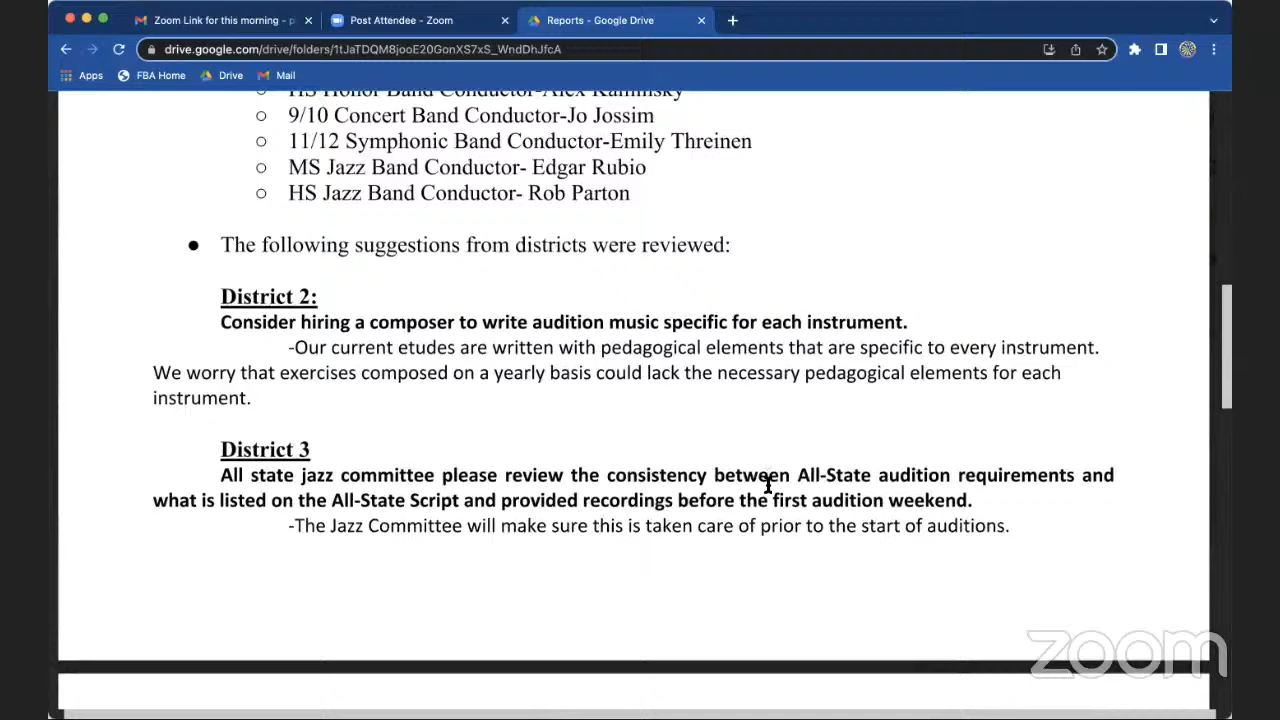 Zoom Link for this morning - p
Post Attendee - Zoom
Reports - Google Drive
drive.google.com/drive/folders/1tJaTDQM8jooE20GonXS7xS_WndDhJfcA
Apps FBA Home Drive Mail
HS Honor Band Conductor-Alex Kaminsky
○ 9/10 Concert Band Conductor-Jo Jossim
○ 11/12 Symphonic Band Conductor-Emily Threinen
○ MS Jazz Band Conductor- Edgar Rubio
○ HS Jazz Band Conductor- Rob Parton
● The following suggestions from districts were reviewed:
District 2:
Consider hiring a composer to write audition music specific for each instrument.
-Our current etudes are written with pedagogical elements that are specific to every instrument.
We worry that exercises composed on a yearly basis could lack the necessary pedagogical elements for each
instrument.
District 3
All state jazz committee please review the consistency between All-State audition requirements and
what is listed on the All-State Script and provided recordings before the first audition weekend.
-The Jazz Committee will make sure this is taken care of prior to the start of auditions.
zoom